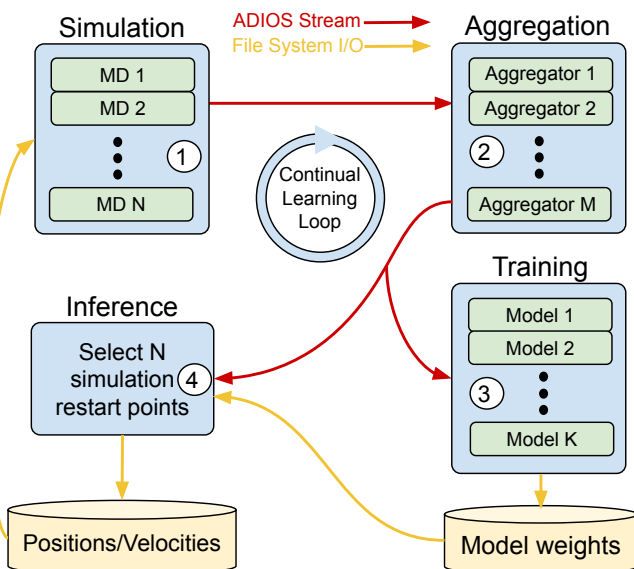 Simulation
ADIOS Stream
File System I/O
Aggregation
MD 1
MD 2
1
MD N
Aggregator 1
Aggregator 2
2
Aggregator M
Continual
Learning
Loop
Inference
Select N
simulation
restart points
4
Training
Model 1
Model 2
3
Model K
Positions/Velocities
Model weights